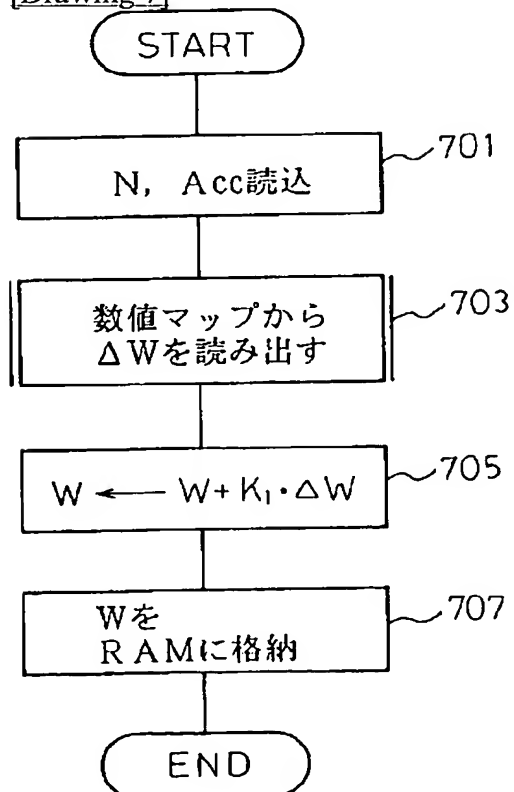 [Drawing 7]
START
701
N, Acc読込
703
数値マップから
ΔWを読み出す
705
W ← W+K₁·ΔW
707
Wを
RAMに格納
END